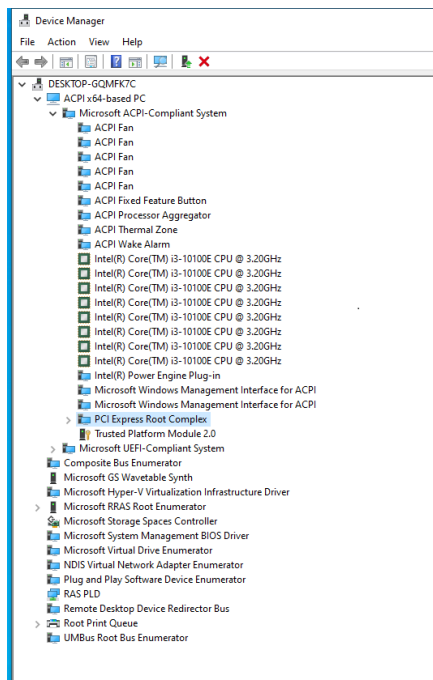 Device Manager
File Action View Help
DESKTOP-GQMFK7C
ACPI x64-based PC
Microsoft ACPI-Compliant System
ACPI Fan
ACPI Fan
ACPI Fan
ACPI Fan
ACPI Fan
ACPI Fixed Feature Button
ACPI Processor Aggregator
ACPI Thermal Zone
ACPI Wake Alarm
Intel(R) Core(TM) i3-10100E CPU @ 3.20GHz
Intel(R) Core(TM) i3-10100E CPU @ 3.20GHz
Intel(R) Core(TM) i3-10100E CPU @ 3.20GHz
Intel(R) Core(TM) i3-10100E CPU @ 3.20GHz
Intel(R) Core(TM) i3-10100E CPU @ 3.20GHz
Intel(R) Core(TM) i3-10100E CPU @ 3.20GHz
Intel(R) Core(TM) i3-10100E CPU @ 3.20GHz
Intel(R) Core(TM) i3-10100E CPU @ 3.20GHz
Intel(R) Power Engine Plug-in
Microsoft Windows Management Interface for ACPI
Microsoft Windows Management Interface for ACPI
PCI Express Root Complex
Trusted Platform Module 2.0
Microsoft UEFI-Compliant System
Composite Bus Enumerator
Microsoft GS Wavetable Synth
Microsoft Hyper-V Virtualization Infrastructure Driver
Microsoft RRAS Root Enumerator
Microsoft Storage Spaces Controller
Microsoft System Management BIOS Driver
Microsoft Virtual Drive Enumerator
NDIS Virtual Network Adapter Enumerator
Plug and Play Software Device Enumerator
RAS PLD
Remote Desktop Device Redirector Bus
Root Print Queue
UMBus Root Bus Enumerator